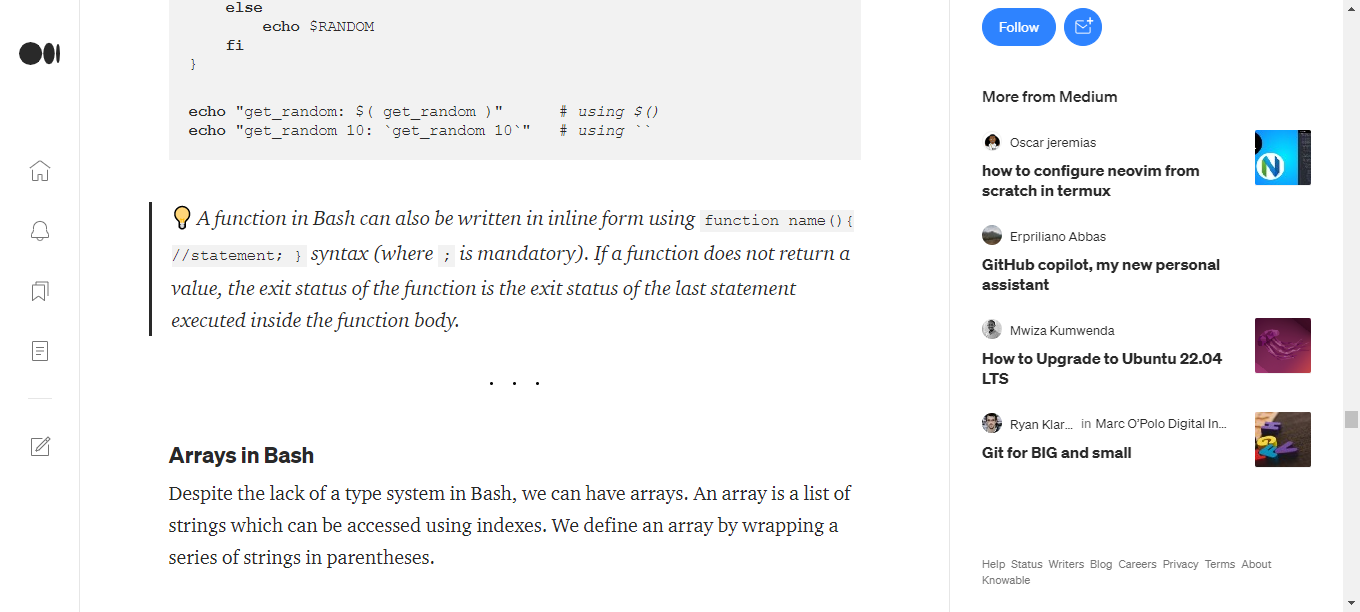 else
echo $RANDOM
fi
}
echo "get_random: $( get_random )" # using $()
echo "get_random 10: `get_random 10`" # using ``
💡 A function in Bash can also be written in inline form using function name(){
//statement; } syntax (where ; is mandatory). If a function does not return a
value, the exit status of the function is the exit status of the last statement
executed inside the function body.
. . .
Arrays in Bash
Despite the lack of a type system in Bash, we can have arrays. An array is a list of
strings which can be accessed using indexes. We define an array by wrapping a
series of strings in parentheses.
Follow
More from Medium
Oscar jeremias
how to configure neovim from
scratch in termux
Erpriliano Abbas
GitHub copilot, my new personal
assistant
Mwiza Kumwenda
How to Upgrade to Ubuntu 22.04
LTS
Ryan Klar... in Marc O'Polo Digital In...
Git for BIG and small
Help Status Writers Blog Careers Privacy Terms About
Knowable